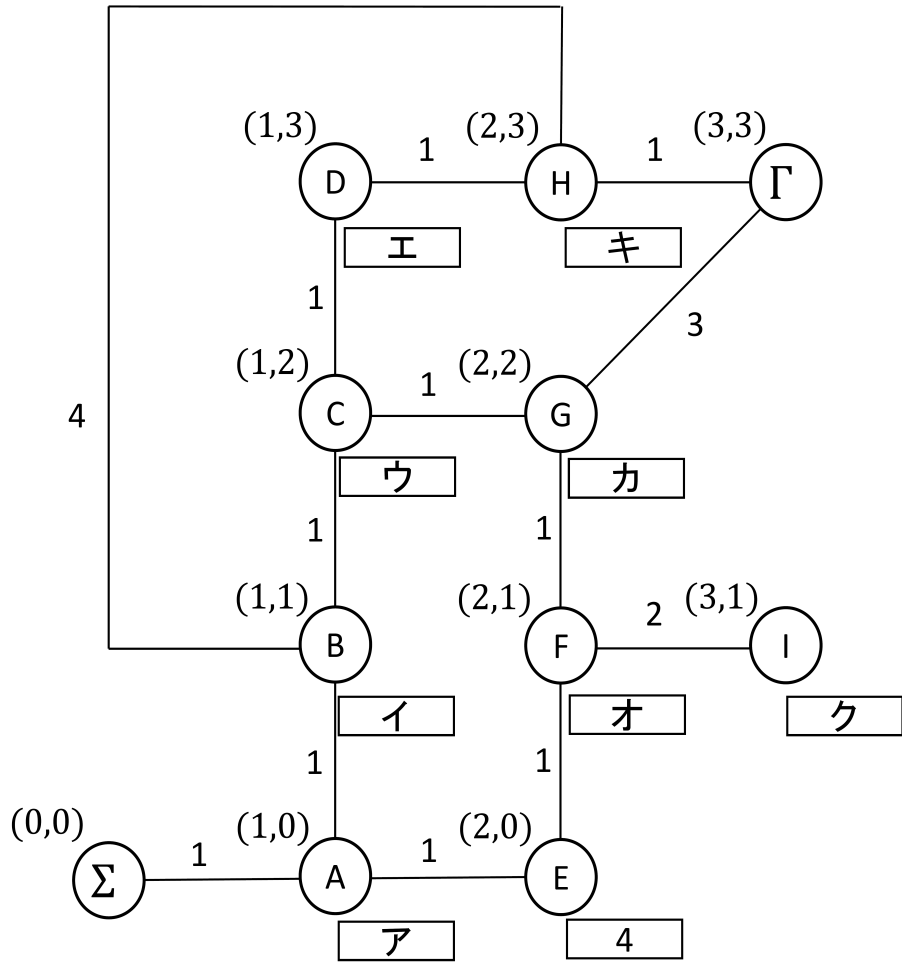 (1,3) (2,3) (3,3)
1 1
D H Γ
エ キ
1 3
(1,2) (2,2)
1
4 C G
ウ カ
1 1
(1,1) (2,1) 2 (3,1)
B F I
イ オ ク
1 1
(0,0) (1,0) (2,0)
1 1
Σ A E
ア 4